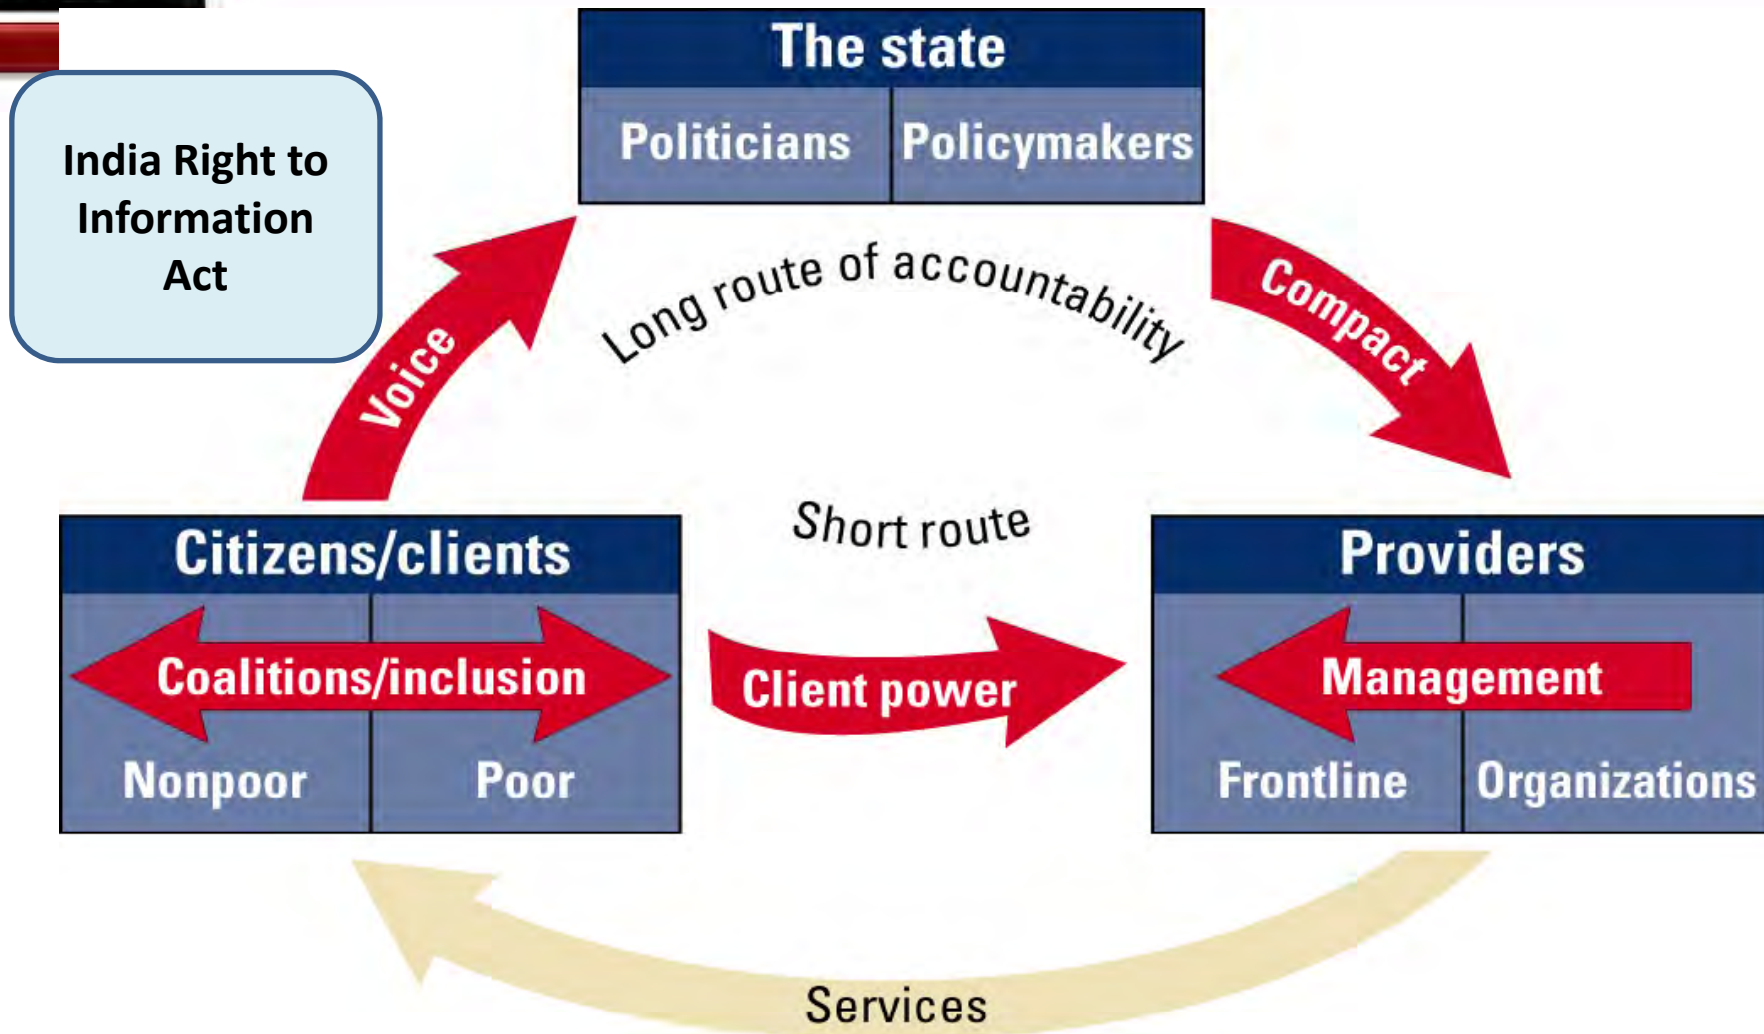 The state
Politicians
Policymakers
India Right to
Information
Act
Voice
Long route of accountability
Compact
Short route
Citizens/clients
Coalitions/inclusion
Nonpoor
Poor
Client power
Providers
Management
Frontline
Organizations
Services